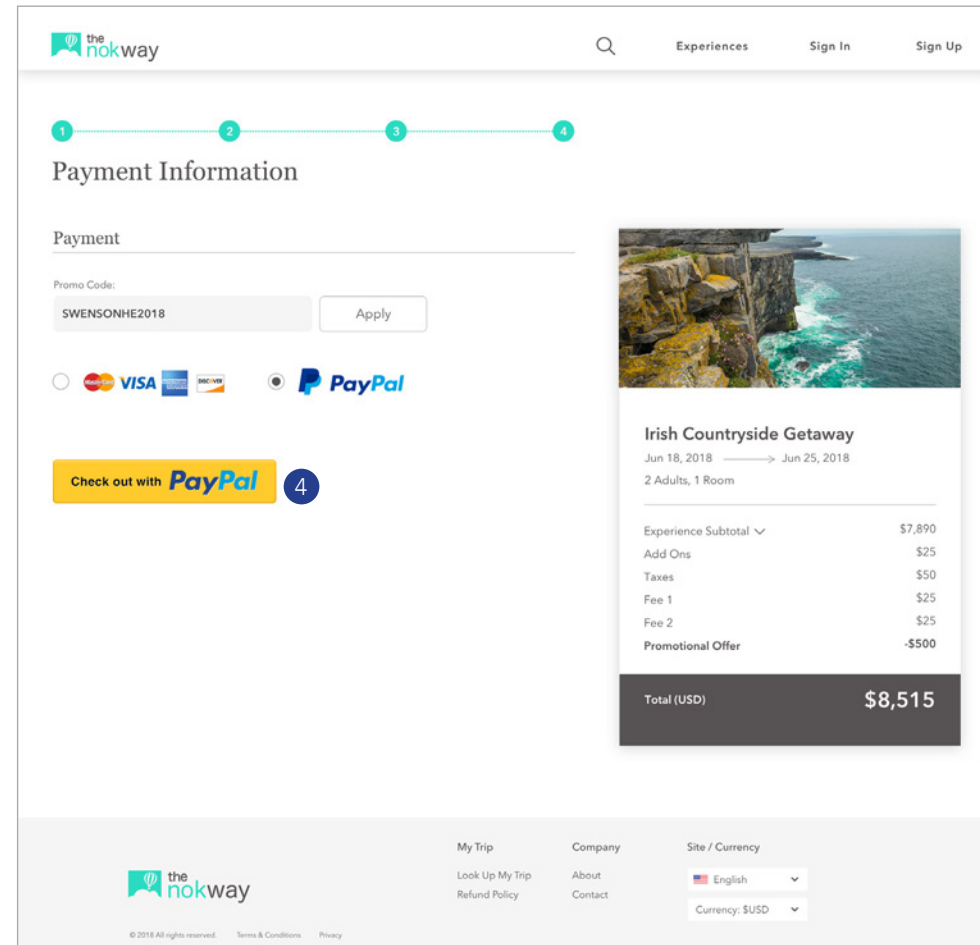 the
nokway
Experiences Sign In Sign Up
1 2 3 4
Payment Information
Payment
Promo Code:
SWENSONHE2018 Apply
MasterCard VISA AMERICAN EXPRESS DISCOVER PayPal
Check out with PayPal 4
Irish Countryside Getaway
Jun 18, 2018 Jun 25, 2018
2 Adults, 1 Room
Experience Subtotal $7,890
Add Ons $25
Taxes $50
Fee 1 $25
Fee 2 $25
Promotional Offer -$500
Total (USD) $8,515
the
nokway
My Trip
Look Up My Trip
Refund Policy
Company
About
Contact
Site / Currency
English
Currency: $USD
© 2018 All rights reserved. Terms & Conditions Privacy